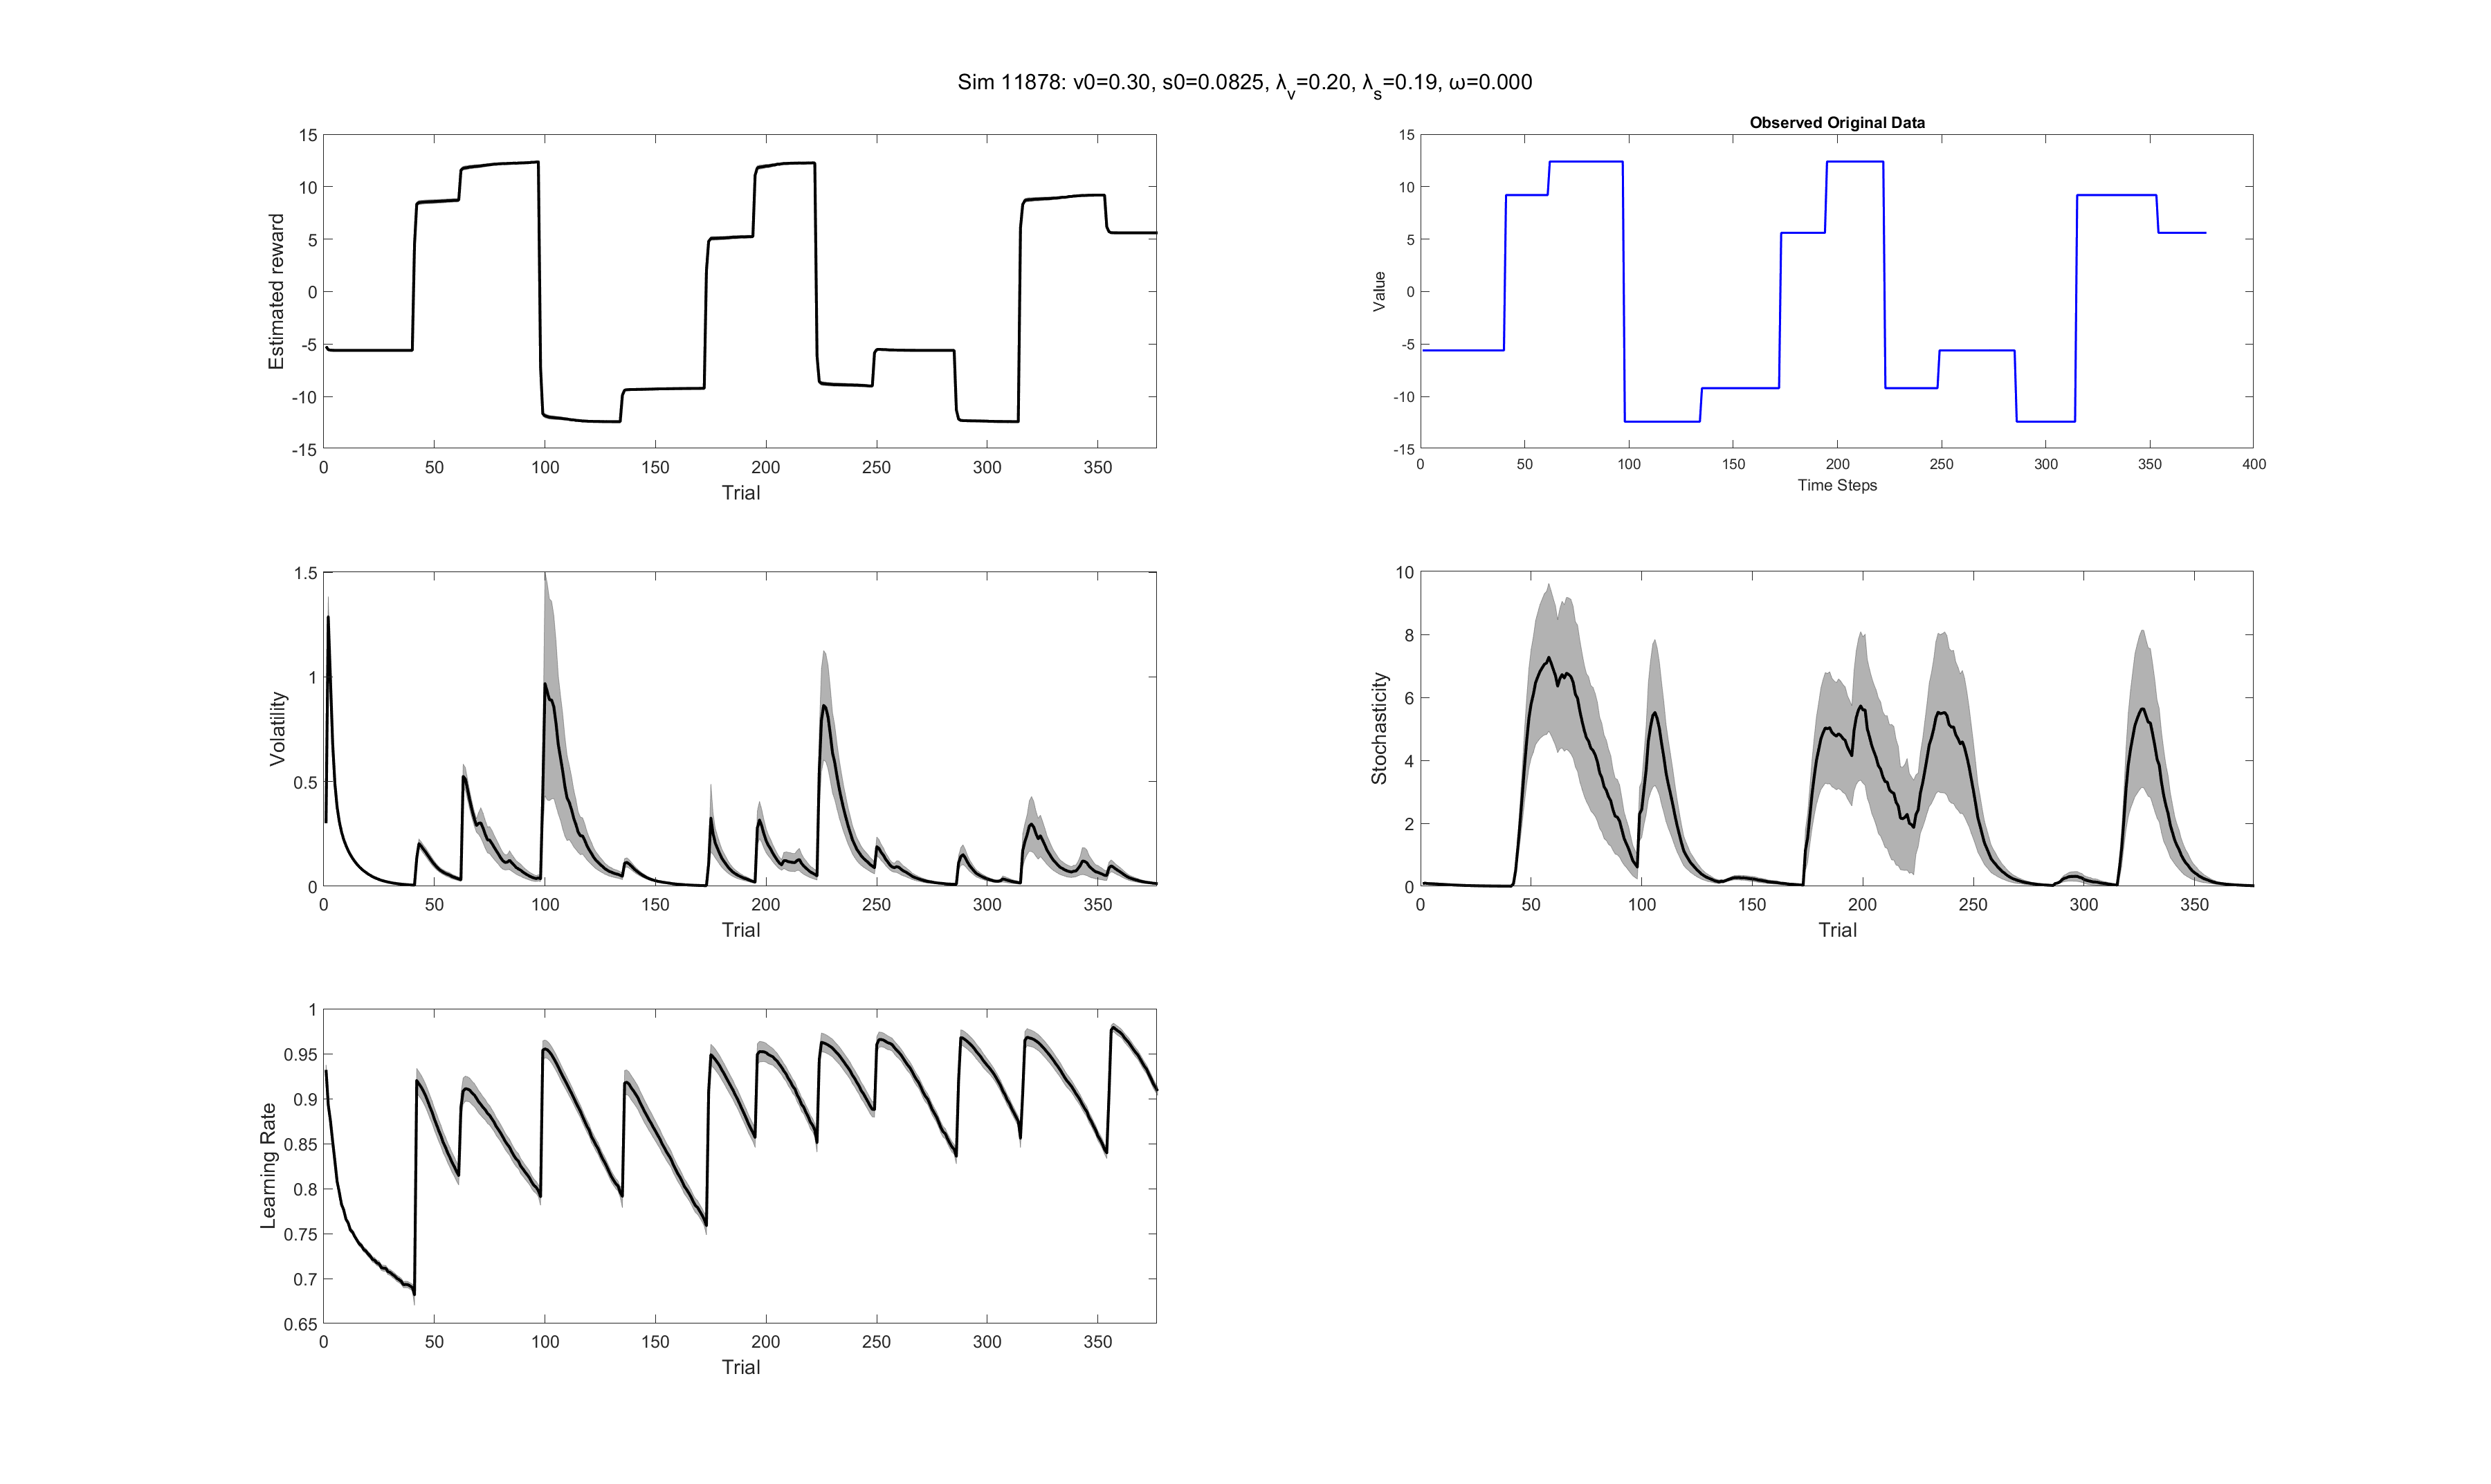 Sim 11878: v0=0.30, s0=0.0825, λv=0.20, λs=0.19, ω=0.000
15
10
5
0
-5
-10
-15
Estimated reward
0 50 100 150 200 250 300 350
Trial
Observed Original Data
15
10
5
0
-5
-10
-15
Value
0 50 100 150 200 250 300 350 400
Time Steps
1.5
1
0.5
0
Volatility
0 50 100 150 200 250 300 350
Trial
10
8
6
4
2
0
Stochasticity
0 50 100 150 200 250 300 350
Trial
1
0.95
0.9
0.85
0.8
0.75
0.7
0.65
Learning Rate
0 50 100 150 200 250 300 350
Trial